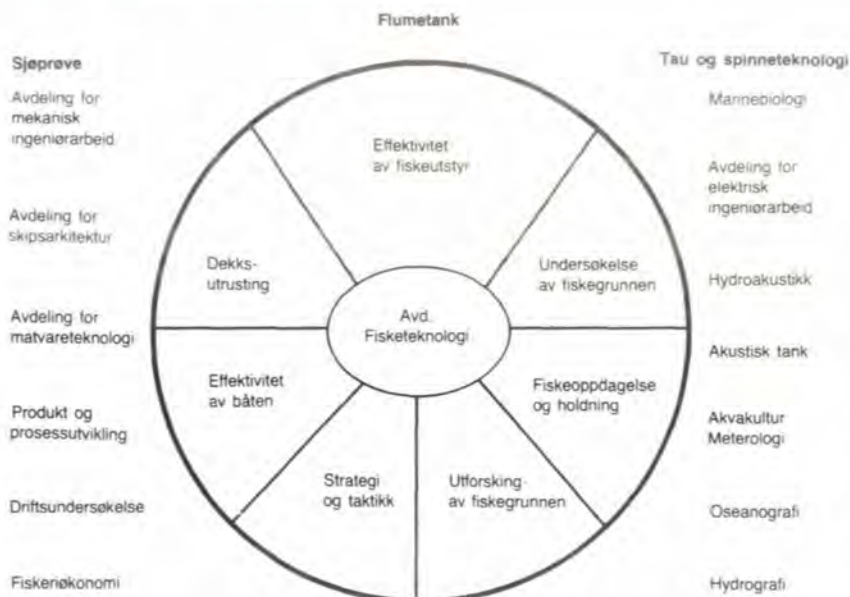 Flumetank
Sjøprøve
Avdeling for
mekanisk
ingeniørarbeid
Avdeling for
skipsarkitektur
Avdeling for
matvareteknologi
Produkt og
prosessutvikling
Driftsundersøkelse
Fiskeriøkonomi
Effektivitet
av fiskeutstyr
Dekks-
utrusting
Undersøkelse
av fiskegrunnen
Avd.
Fisketeknologi
Effektivitet
av båten
Fiskeoppdagelse
og holdning
Strategi
og taktikk
Utforsking
av fiskegrunnen
Tau og spinneteknologi
Marinebiologi
Avdeling for
elektrisk
ingeniørarbeid
Hydroakustikk
Akustisk tank
Akvakultur
Meterologi
Oseanografi
Hydrografi